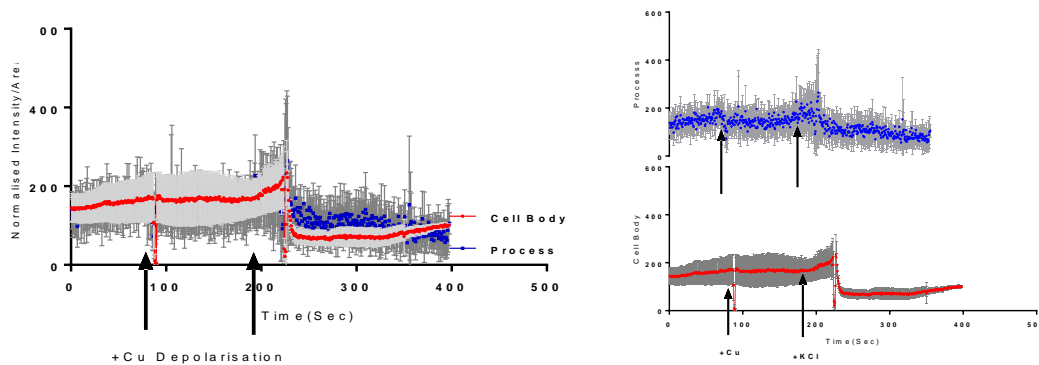 00
400
200
0
0
100
200
300
400
500
Normalised Intensity/Are
Cell Body
Process
Time(Sec)
+Cu Depolarisation
600
400
200
0
Processs
600
400
200
0
Cell Body
0
100
200
300
400
50
Time(Sec)
+Cu
+KCl